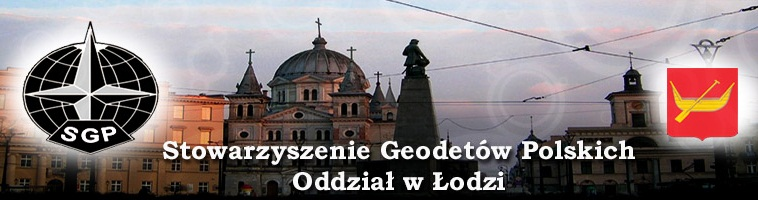 SGP
Stowarzyszenie Geodetów Polskich
Oddział w Łodzi